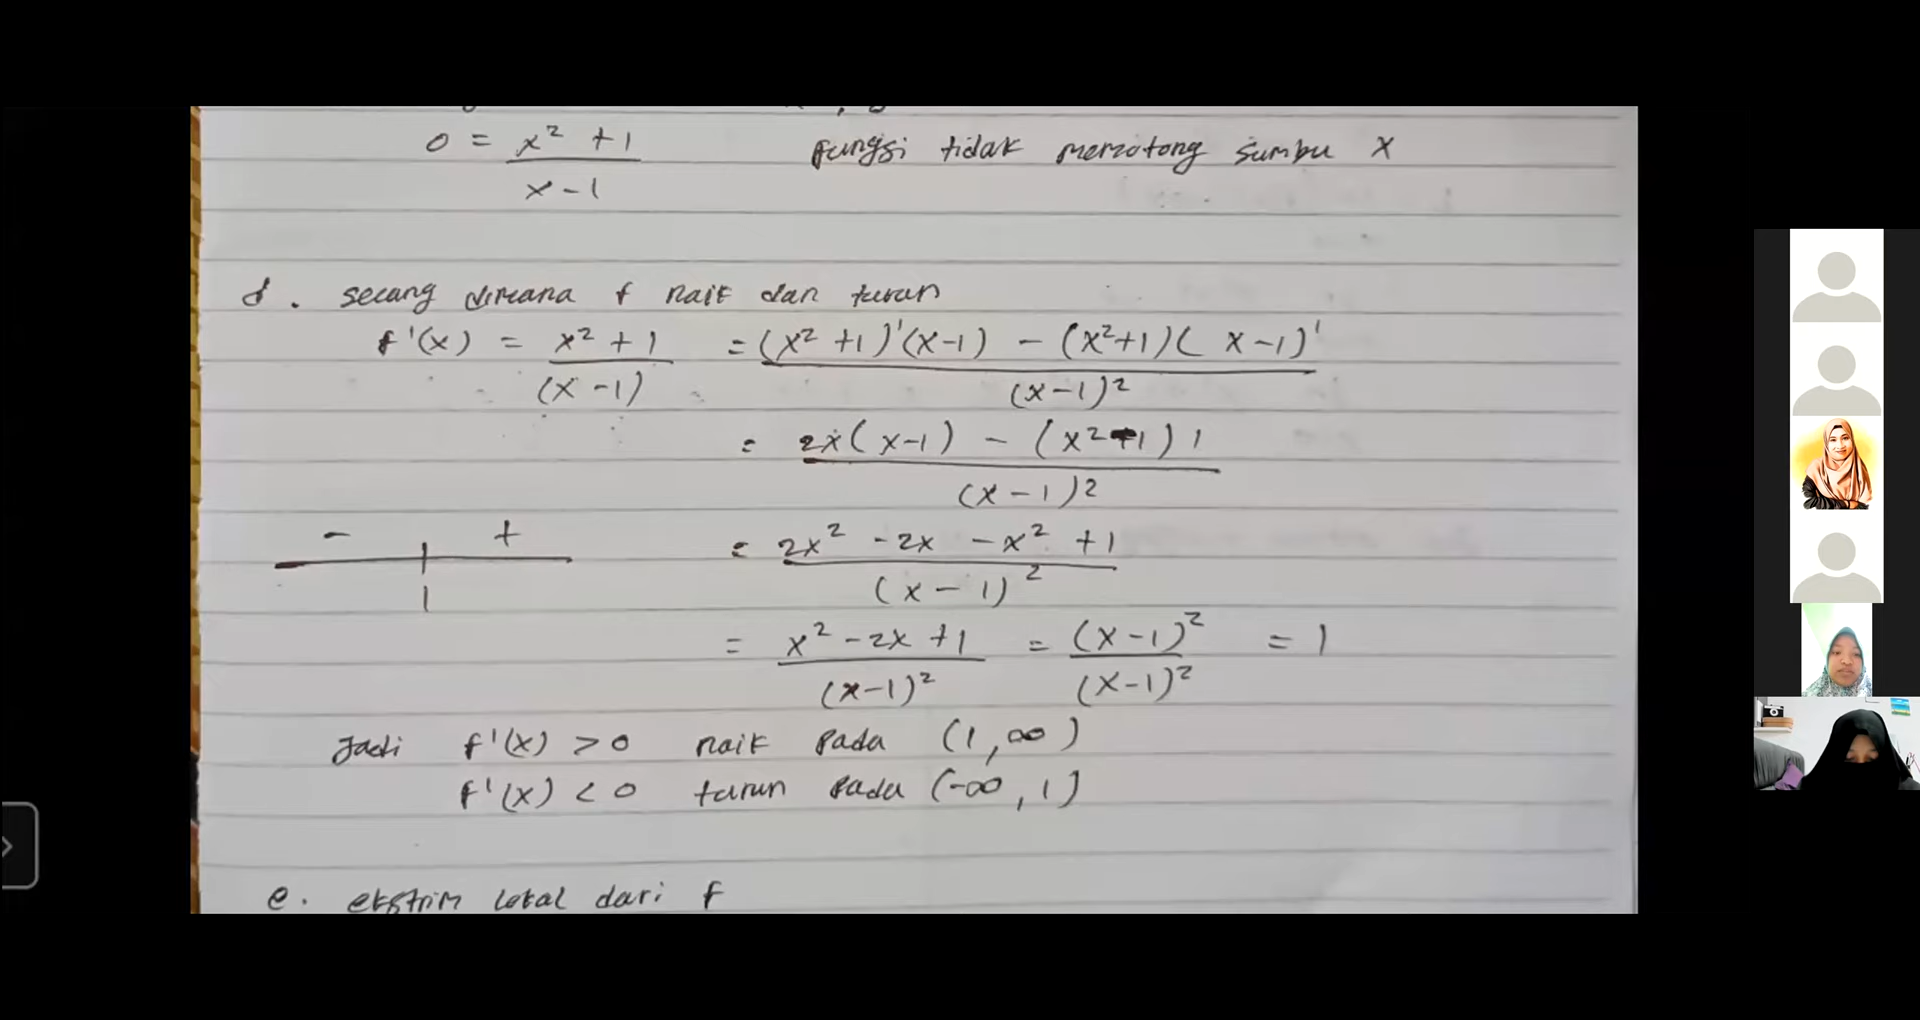 0 = x² + 1 / x - 1 fungsi tidak memotong sumbu x
d. selang dimana f naik dan turun
f'(x) = x² + 1 / (x - 1) = (x² + 1)'(x - 1) - (x² + 1)(x - 1)' / (x - 1)²
= 2x(x - 1) - (x² - 1) 1 / (x - 1)²
- +
1
= 2x² - 2x - x² + 1 / (x - 1)²
= x² - 2x + 1 / (x - 1)² = (x - 1)² / (x - 1)² = 1
Jadi f'(x) > 0 naik pada (1, ∞)
f'(x) < 0 turun pada (-∞, 1)
e. ekstrim lokal dari f